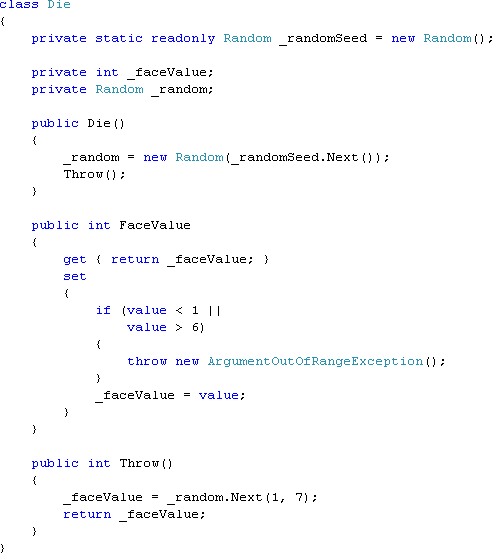 class Die
{
    private static readonly Random _randomSeed = new Random();

    private int _faceValue;
    private Random _random;

    public Die()
    {
        _random = new Random(_randomSeed.Next());
        Throw();
    }

    public int FaceValue
    {
        get { return _faceValue; }
        set
        {
            if (value < 1 ||
                value > 6)
            {
                throw new ArgumentOutOfRangeException();
            }
            _faceValue = value;
        }
    }

    public int Throw()
    {
        _faceValue = _random.Next(1, 7);
        return _faceValue;
    }
}